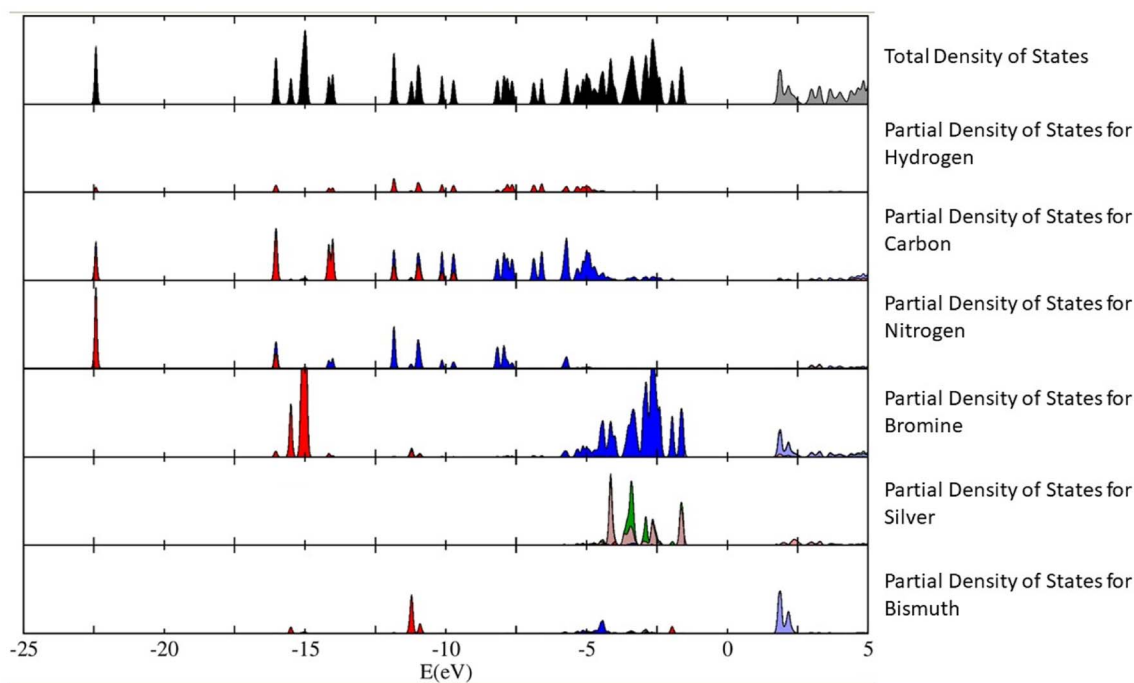 Total Density of States
Partial Density of States for
Hydrogen
Partial Density of States for
Carbon
Partial Density of States for
Nitrogen
Partial Density of States for
Bromine
Partial Density of States for
Silver
Partial Density of States for
Bismuth
-25 -20 -15 -10 -5 0 5
E(eV)